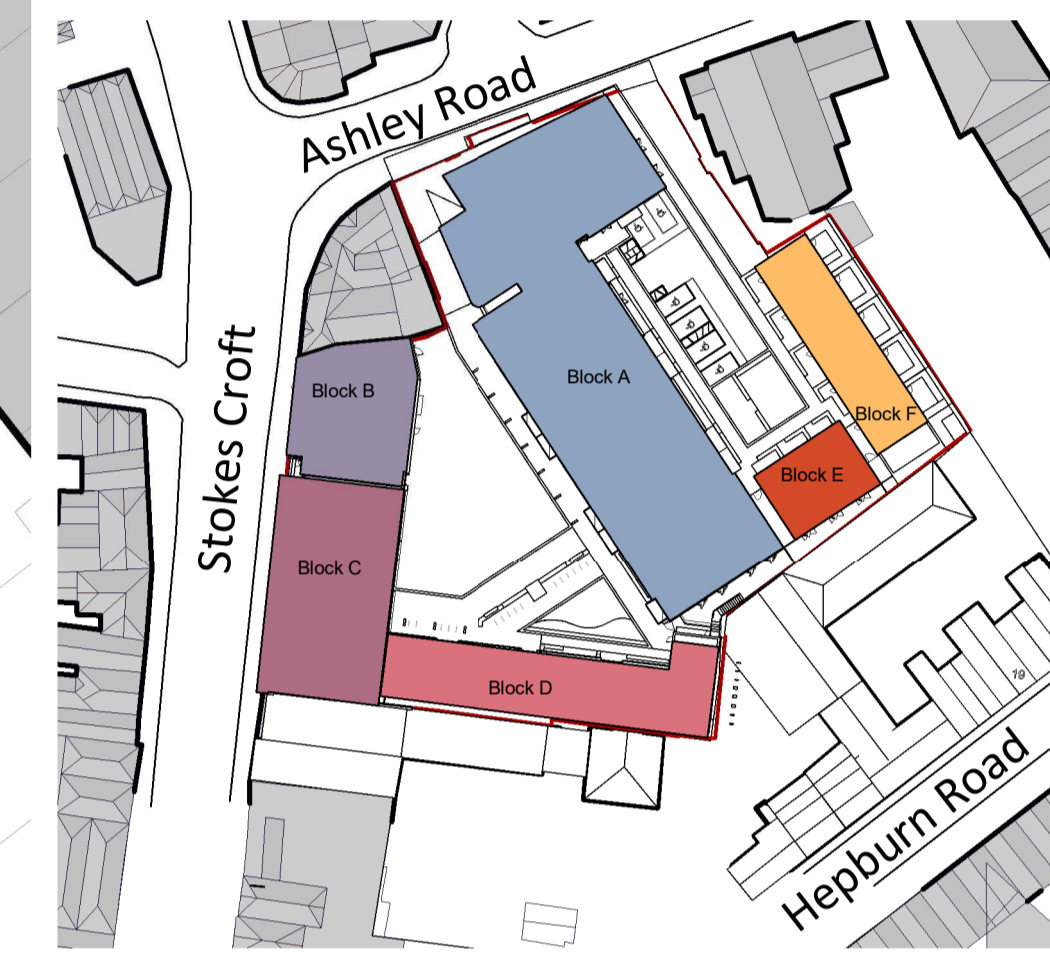 Ashley Road
Stokes Croft
Block B
Block A
Block F
Block E
Block C
Block D
19
Hepburn Road